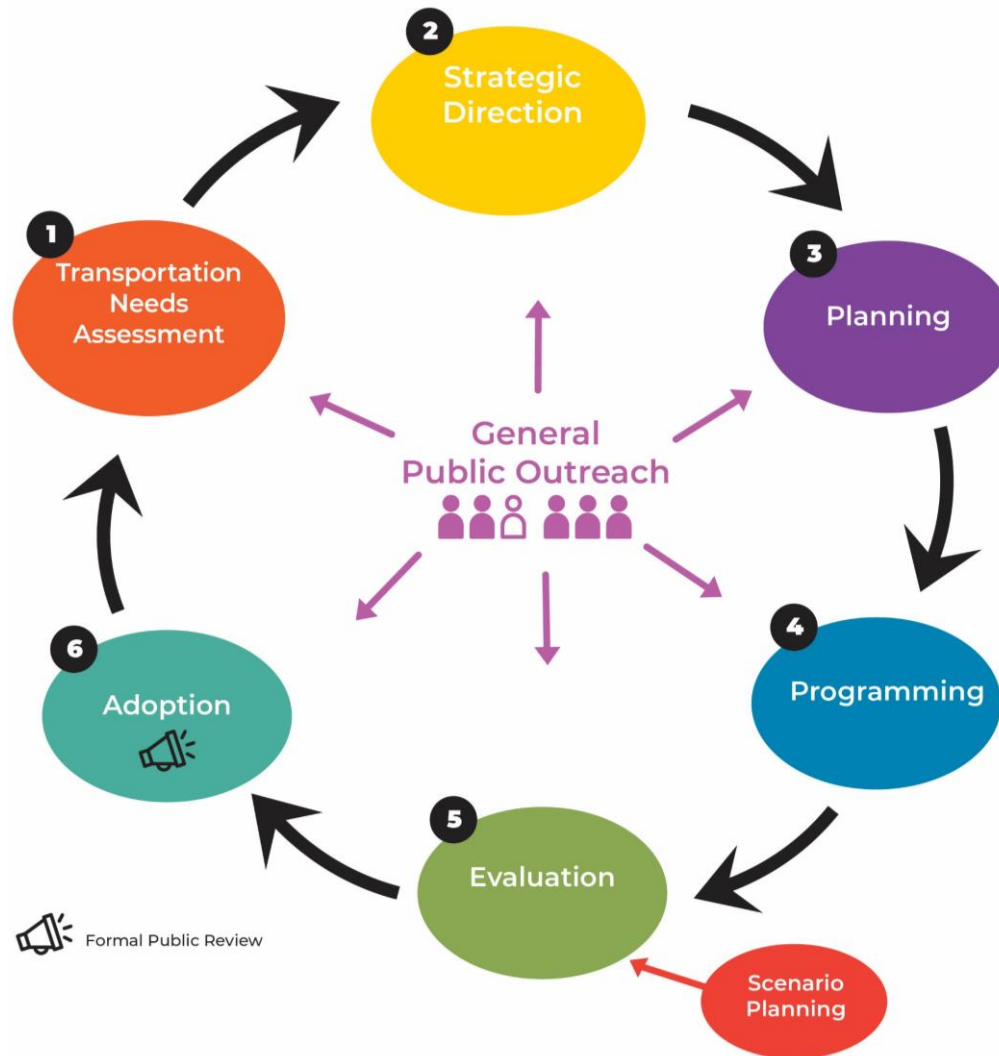 1
Transportation
Needs
Assessment
2
Strategic
Direction
3
Planning
4
Programming
5
Evaluation
6
Adoption
General
Public Outreach
Scenario
Planning
Formal Public Review